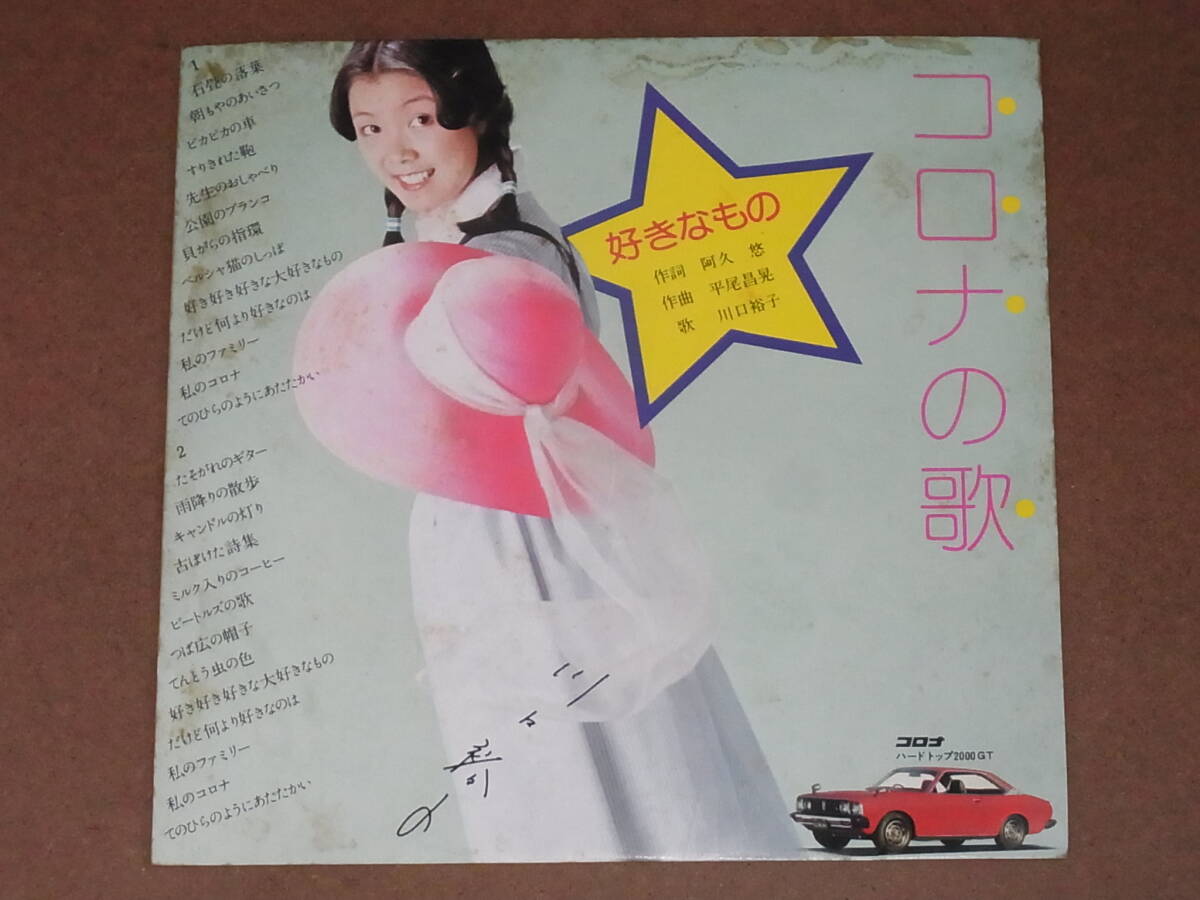 コロナの歌
好きなもの
作詞 阿久 悠
作曲 平尾昌晃
歌 川口裕子
1
石畳の落葉
朝もやのあいさつ
ピカピカの車
すりきれた鞄
先生のおしゃべり
公園のブランコ
貝がらの指環
ペルシャ猫のしっぽ
好き好き好きな大好きなもの
だけど何より好きなのは
私のファミリー
私のコロナ
てのひらのようにあたたかい
2
たそがれのギター
雨降りの散歩
キャンドルの灯り
古ぼけた詩集
ミルク入りのコーヒー
ビートルズの歌
つば広の帽子
てんとう虫の色
好き好き好きな大好きなもの
だけど何より好きなのは
私のファミリー
私のコロナ
てのひらのようにあたたかい
コロナ
ハードトップ2000GT